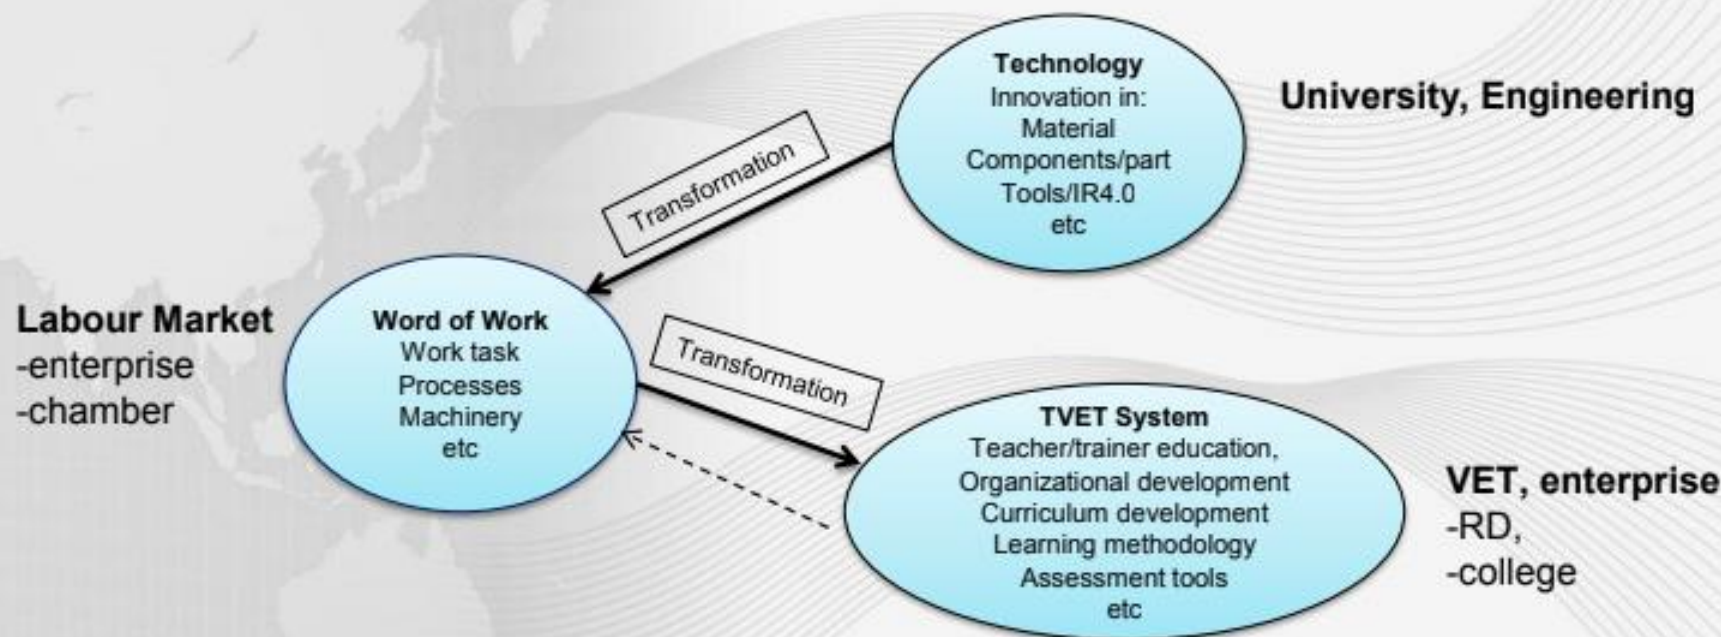 Technology
Innovation in:
Material
Components/part
Tools/IR4.0
etc
University, Engineering
Transformation
Labour Market
-enterprise
-chamber
Word of Work
Work task
Processes
Machinery
etc
Transformation
TVET System
Teacher/trainer education,
Organizational development
Curriculum development
Learning methodology
Assessment tools
etc
VET, enterprise
-RD,
-college